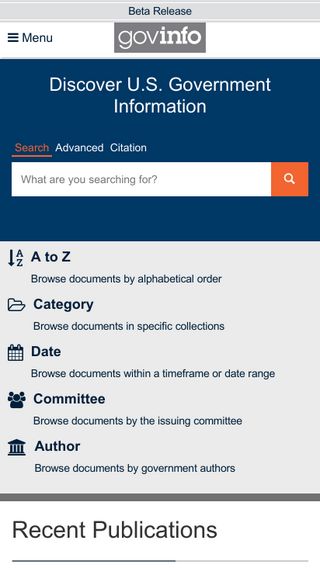 Beta Release
Menu
govinfo
Discover U.S. Government
Information
Search Advanced Citation
What are you searching for?
A to Z
Browse documents by alphabetical order
Category
Browse documents in specific collections
Date
Browse documents within a timeframe or date range
Committee
Browse documents by the issuing committee
Author
Browse documents by government authors
Recent Publications